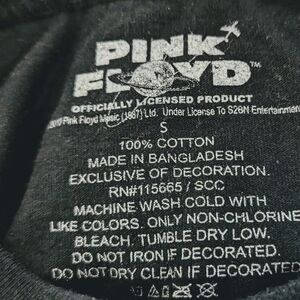 PINK
FLOYD™
OFFICIALLY LICENSED PRODUCT
Pink Floyd Music (1987) Ltd. Under License To Entertainment
S
100% COTTON
MADE IN BANGLADESH
EXCLUSIVE OF DECORATION.
RN#115665 / SCC
MACHINE WASH COLD WITH
LIKE COLORS. ONLY NON-CHLORINE
BLEACH. TUMBLE DRY LOW.
DO NOT IRON IF DECORATED.
DO NOT DRY CLEAN IF DECORATED